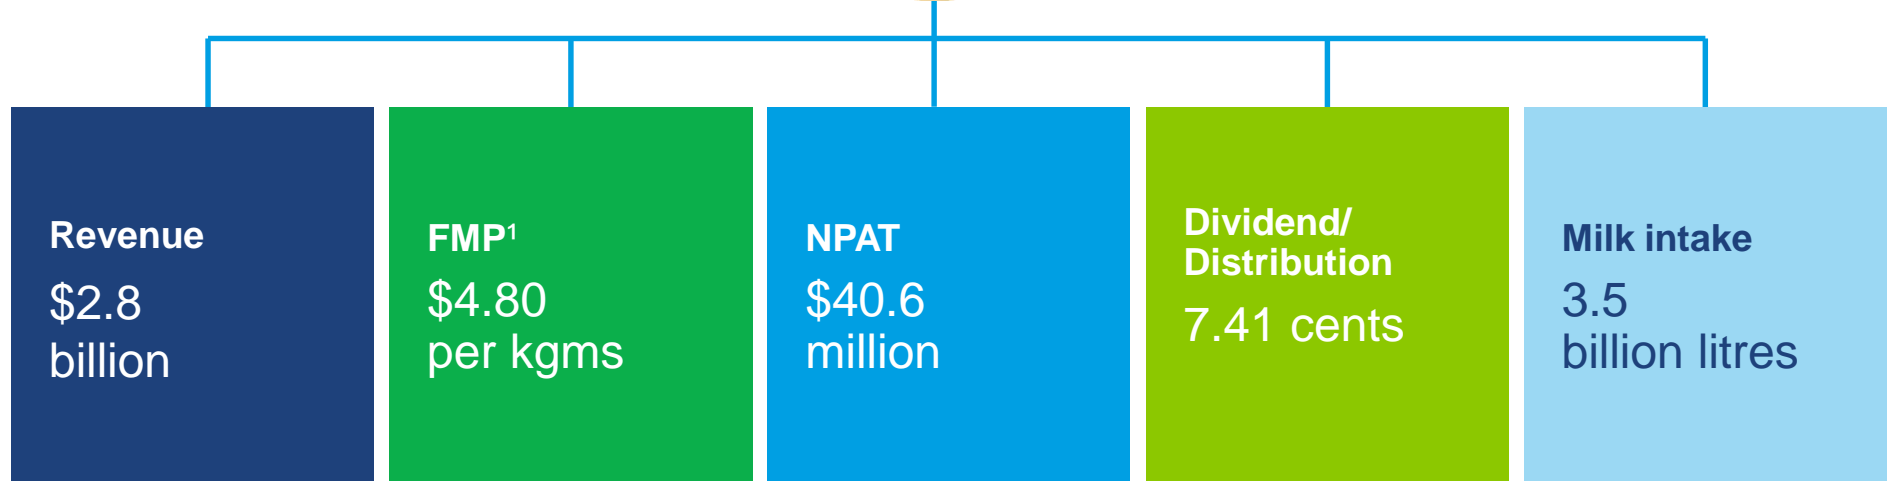 Revenue
$2.8
billion
FMP¹
$4.80
per kgms
NPAT
$40.6
million
Dividend/
Distribution
7.41 cents
Milk intake
3.5
billion litres